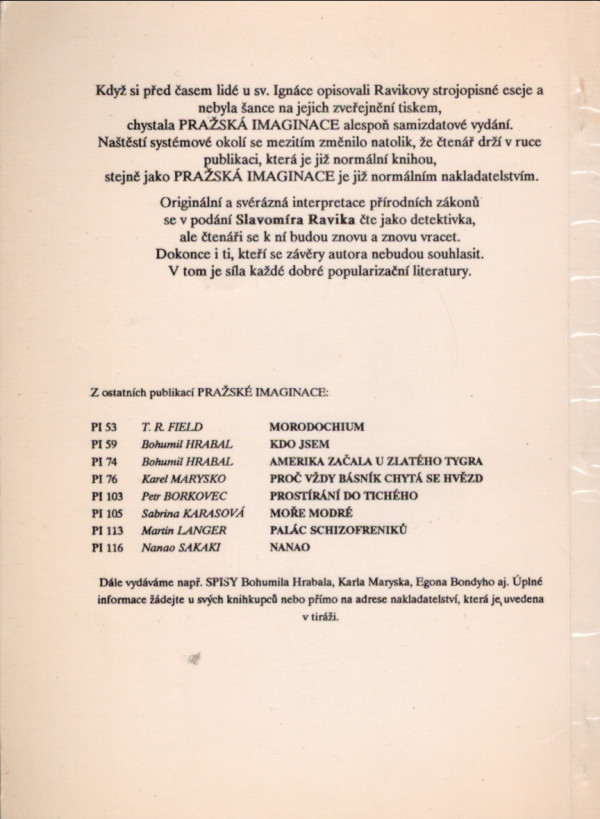 Když si před časem lidé u sv. Ignáce opisovali Ravikovy strojopisné eseje a
nebyla šance na jejich zveřejnění tiskem,
chystala PRAŽSKÁ IMAGINACE alespoň samizdatové vydání.
Naštěstí systémové okolí se mezitím změnilo natolik, že čtenář drží v ruce
publikaci, která je již normální knihou,
stejně jako PRAŽSKÁ IMAGINACE je již normálním nakladatelstvím.
Originální a svérázná interpretace přírodních zákonů
se v podání Slavomíra Ravika čte jako detektivka,
ale čtenáři se k ní budou znovu a znovu vracet.
Dokonce i ti, kteří se závěry autora nebudou souhlasit.
V tom je síla každé dobré popularizační literatury.
Z ostatních publikací PRAŽSKÉ IMAGINACE:
PI 53 T. R. FIELD MORODOCHIUM
PI 59 Bohumil HRABAL KDO JSEM
PI 74 Bohumil HRABAL AMERIKA ZAČALA U ZLATÉHO TYGRA
PI 76 Karel MARYSKO PROČ VŽDY BÁSNÍK CHYTÁ SE HVĚZD
PI 103 Petr BORKOVEC PROSTÍRÁNÍ DO TICHÉHO
PI 105 Sabrina KARASOVÁ MOŘE MODRÉ
PI 113 Martin LANGER PALÁC SCHIZOFRENIKŮ
PI 116 Nanao SAKAKI NANAO
Dále vydáváme např. SPISY Bohumila Hrabala, Karla Maryska, Egona Bondyho aj. Úplné
informace žádejte u svých knihkupců nebo přímo na adrese nakladatelství, která je uvedena
v tiráži.